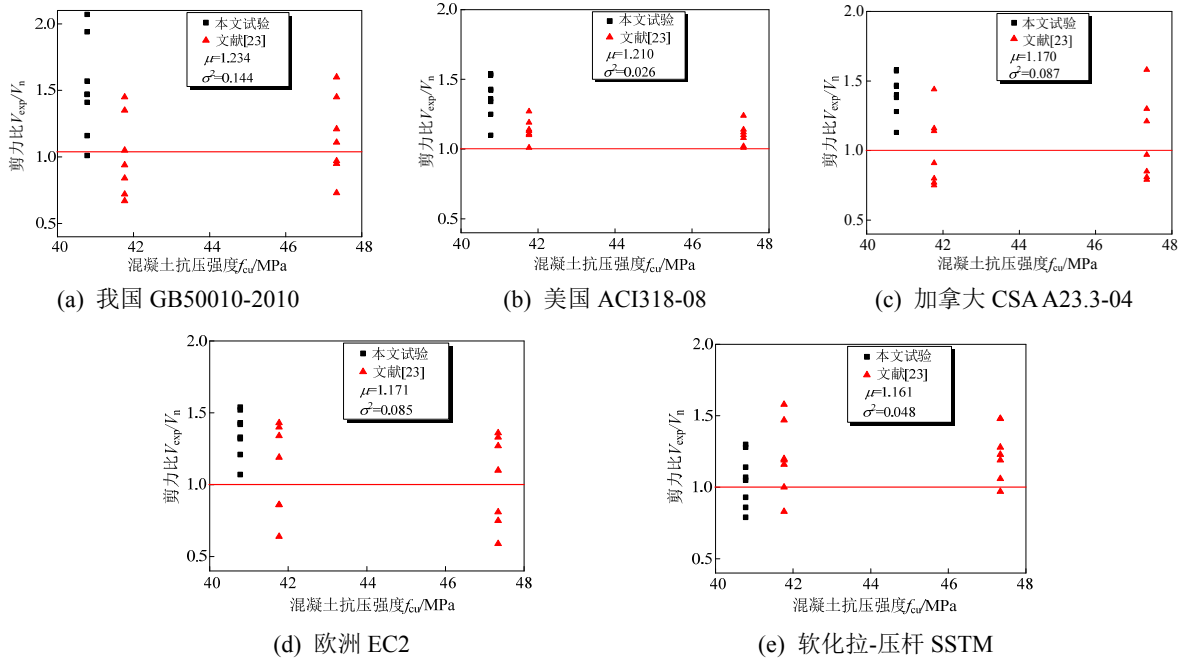 2.0
1.5
1.0
0.5
剪力比Vexp/Vn
本文试验
文献[23]
μ=1.234
σ²=0.144
40 42 44 46 48
混凝土抗压强度fcu/MPa
(a) 我国 GB50010-2010
2.0
1.5
1.0
0.5
剪力比Vexp/Vn
本文试验
文献[23]
μ=1.210
σ²=0.026
40 42 44 46 48
混凝土抗压强度fcu/MPa
(b) 美国 ACI318-08
2.0
1.5
1.0
0.5
剪力比Vexp/Vn
本文试验
文献[23]
μ=1.170
σ²=0.087
40 42 44 46 48
混凝土抗压强度fcu/MPa
(c) 加拿大 CSA A23.3-04
2.0
1.5
1.0
0.5
剪力比Vexp/Vn
本文试验
文献[23]
μ=1.171
σ²=0.085
40 42 44 46 48
混凝土抗压强度fcu/MPa
(d) 欧洲 EC2
2.0
1.5
1.0
0.5
剪力比Vexp/Vn
本文试验
文献[23]
μ=1.161
σ²=0.048
40 42 44 46 48
混凝土抗压强度fcu/MPa
(e) 软化拉-压杆 SSTM